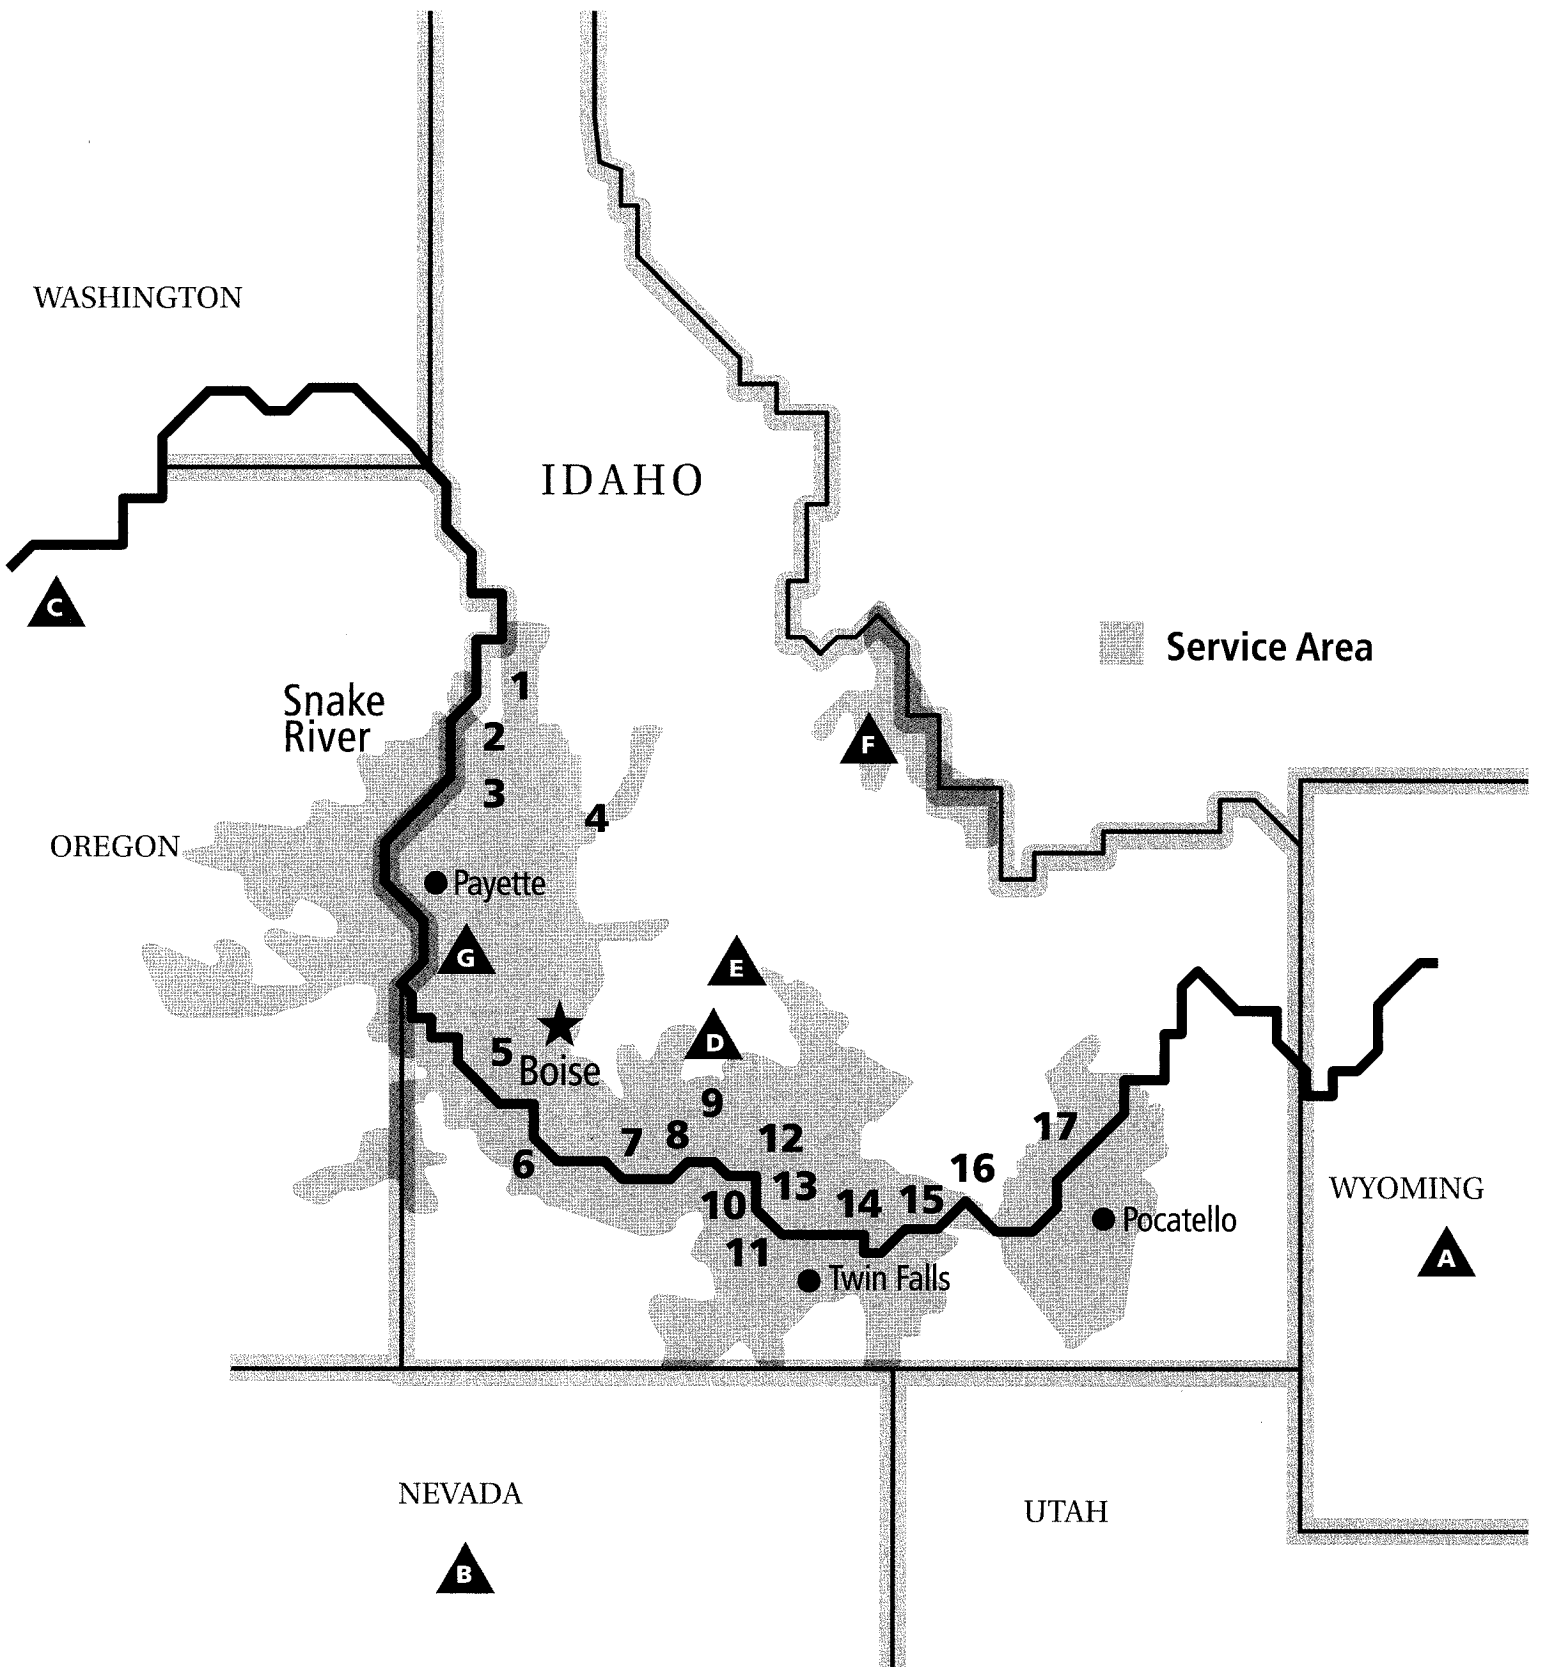 WASHINGTON
IDAHO
C
Service Area
1
Snake
River
2
F
3
4
OREGON
Payette
G
E
D
5
Boise
9
17
7
8
12
6
16
13
WYOMING
10
14
15
Pocatello
11
A
Twin Falls
NEVADA
UTAH
B